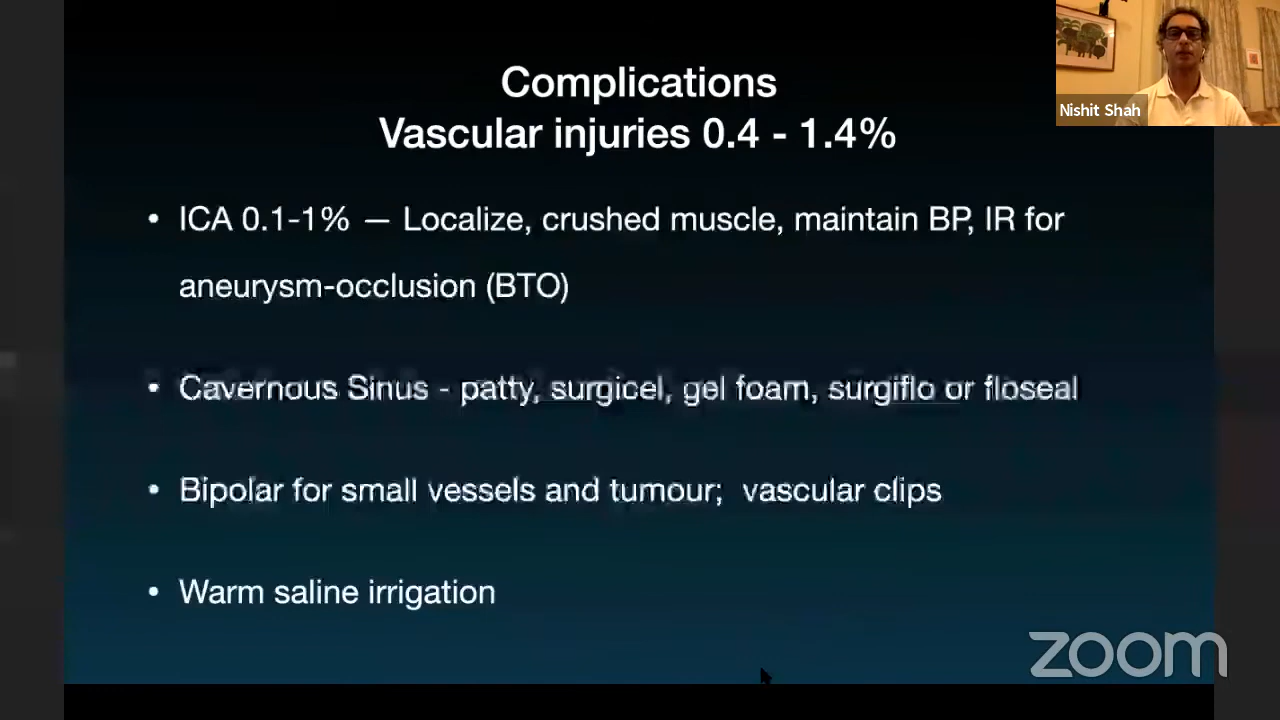 Complications
Vascular injuries 0.4 - 1.4%
Nishit Shah
• ICA 0.1-1% — Localize, crushed muscle, maintain BP, IR for
aneurysm-occlusion (BTO)
• Cavernous Sinus - patty, surgicel, gel foam, surgiflo or floseal
• Bipolar for small vessels and tumour; vascular clips
• Warm saline irrigation
zoom